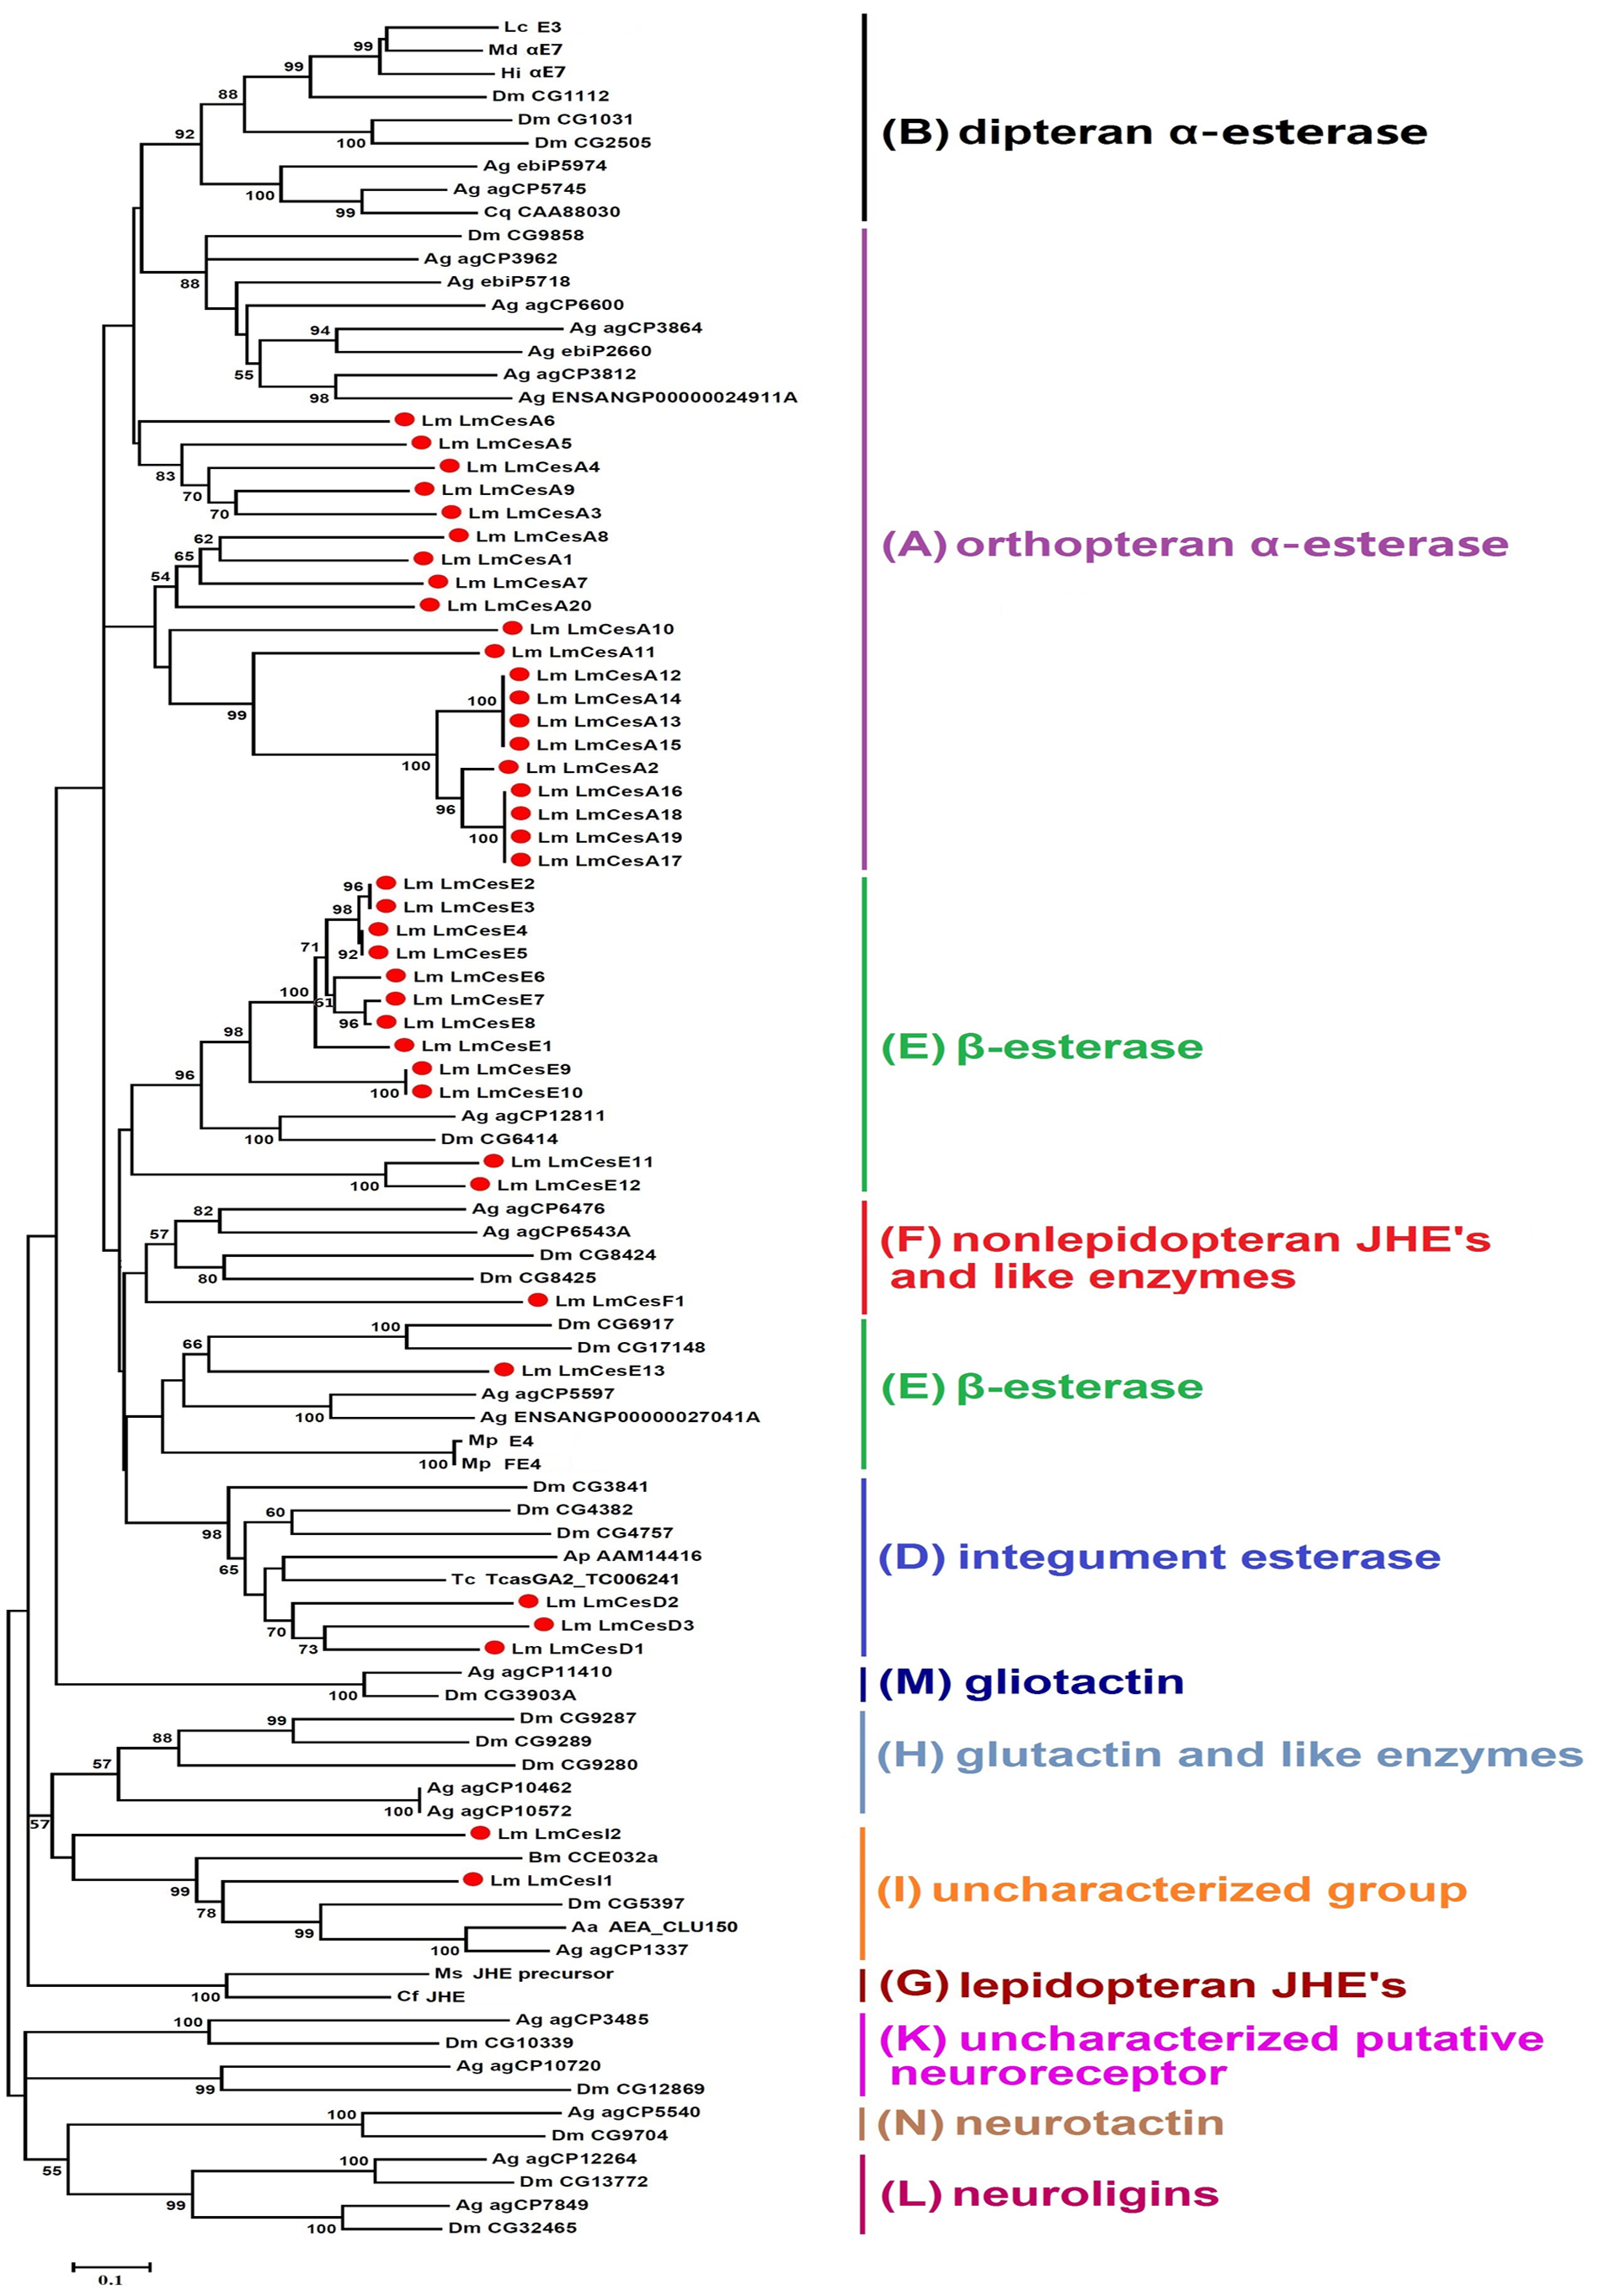 Lc E3
99
Md αE7
99
Hi αE7
88
Dm CG1112
Dm CG1031
92
(B) dipteran α-esterase
100
Dm CG2505
Ag ebiP5974
100
Ag agCP5745
99
Cq CAA88030
Dm CG9858
Ag agCP3962
88
Ag ebiP5718
Ag agCP6600
94
Ag agCP3864
Ag ebiP2660
55
Ag agCP3812
98
Ag ENSANGP00000024911A
Lm LmCesA6
Lm LmCesA5
83
Lm LmCesA4
70
Lm LmCesA9
70
Lm LmCesA3
62
Lm LmCesA8
(A) orthopteran α-esterase
65
Lm LmCesA1
54
Lm LmCesA7
Lm LmCesA20
Lm LmCesA10
Lm LmCesA11
Lm LmCesA12
100
Lm LmCesA14
99
Lm LmCesA13
Lm LmCesA15
100
Lm LmCesA2
Lm LmCesA16
96
Lm LmCesA18
100
Lm LmCesA19
Lm LmCesA17
96
Lm LmCesE2
98
Lm LmCesE3
Lm LmCesE4
71
92
Lm LmCesE5
Lm LmCesE6
100
51
Lm LmCesE7
96
Lm LmCesE8
98
Lm LmCesE1
(E) β-esterase
Lm LmCesE9
96
100
Lm LmCesE10
Ag agCP12811
100
Dm CG6414
Lm LmCesE11
100
Lm LmCesE12
82
Ag agCP6476
57
Ag agCP6543A
(F) nonlepidopteran JHE's
and like enzymes
Dm CG8424
80
Dm CG8425
Lm LmCesF1
100
Dm CG6917
66
Dm CG17148
Lm LmCesE13
(E) β-esterase
Ag agCP5597
100
Ag ENSANGP00000027041A
Mp E4
100
Mp FE4
Dm CG3841
60
Dm CG4382
98
Dm CG4757
Ap AAM14416
(D) integument esterase
65
Tc TcasGA2_TC006241
Lm LmCesD2
70
Lm LmCesD3
73
Lm LmCesD1
Ag agCP11410
(M) gliotactin
100
Dm CG3903A
99
Dm CG9287
88
Dm CG9289
(H) glutactin and like enzymes
57
Dm CG9280
Ag agCP10462
100
Ag agCP10572
57
Lm LmCesI2
Bm CCE032a
99
Lm LmCesI1
(I) uncharacterized group
78
Dm CG5397
99
Aa AEA_CLU150
100
Ag agCP1337
Ms JHE precursor
(G) lepidopteran JHE's
100
Cf JHE
100
Ag agCP3485
Dm CG10339
(K) uncharacterized putative
neuroreceptor
Ag agCP10720
99
Dm CG12869
100
Ag agCP5540
(N) neurotactin
Dm CG9704
100
Ag agCP12264
55
Dm CG13772
(L) neuroligins
99
Ag agCP7849
100
Dm CG32465
0.1